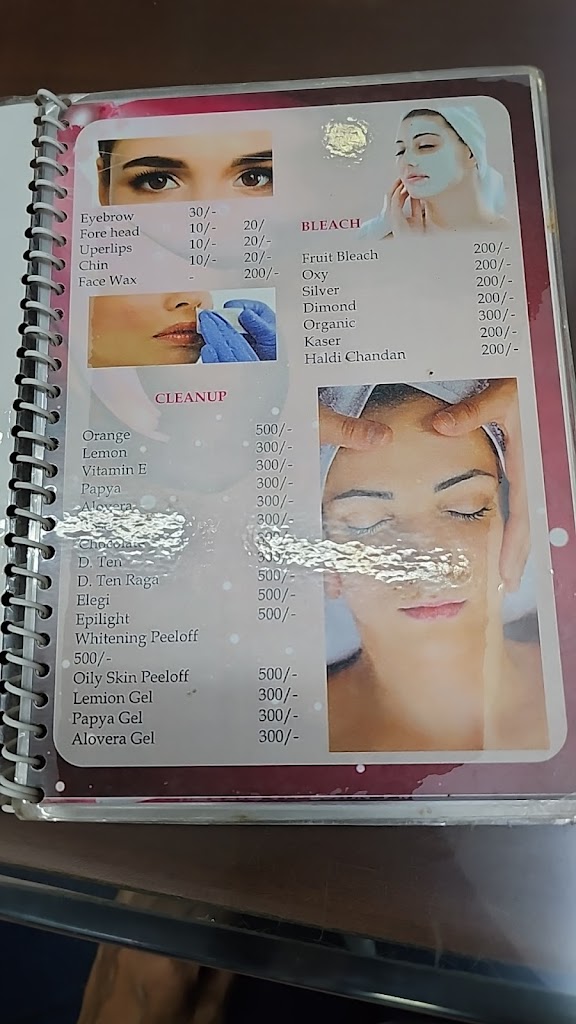 Eyebrow 30/-
Fore head 10/- 20/
Uperlips 10/- 20/-
Chin 10/- 20/-
Face Wax - 200/-
BLEACH
Fruit Bleach 200/-
Oxy 200/-
Silver 200/-
Dimond 200/-
Organic 300/-
Kaser 200/-
Haldi Chandan 200/-
CLEANUP
Orange 500/-
Lemon 300/-
Vitamin E 300/-
Papya 300/-
Alovera 300/-
300/-
Chocolate
D. Ten 300/-
D. Ten Raga 500/-
Elegi 500/-
Epilight 500/-
Whitening Peeloff
500/-
Oily Skin Peeloff 500/-
Lemion Gel 300/-
Papya Gel 300/-
Alovera Gel 300/-